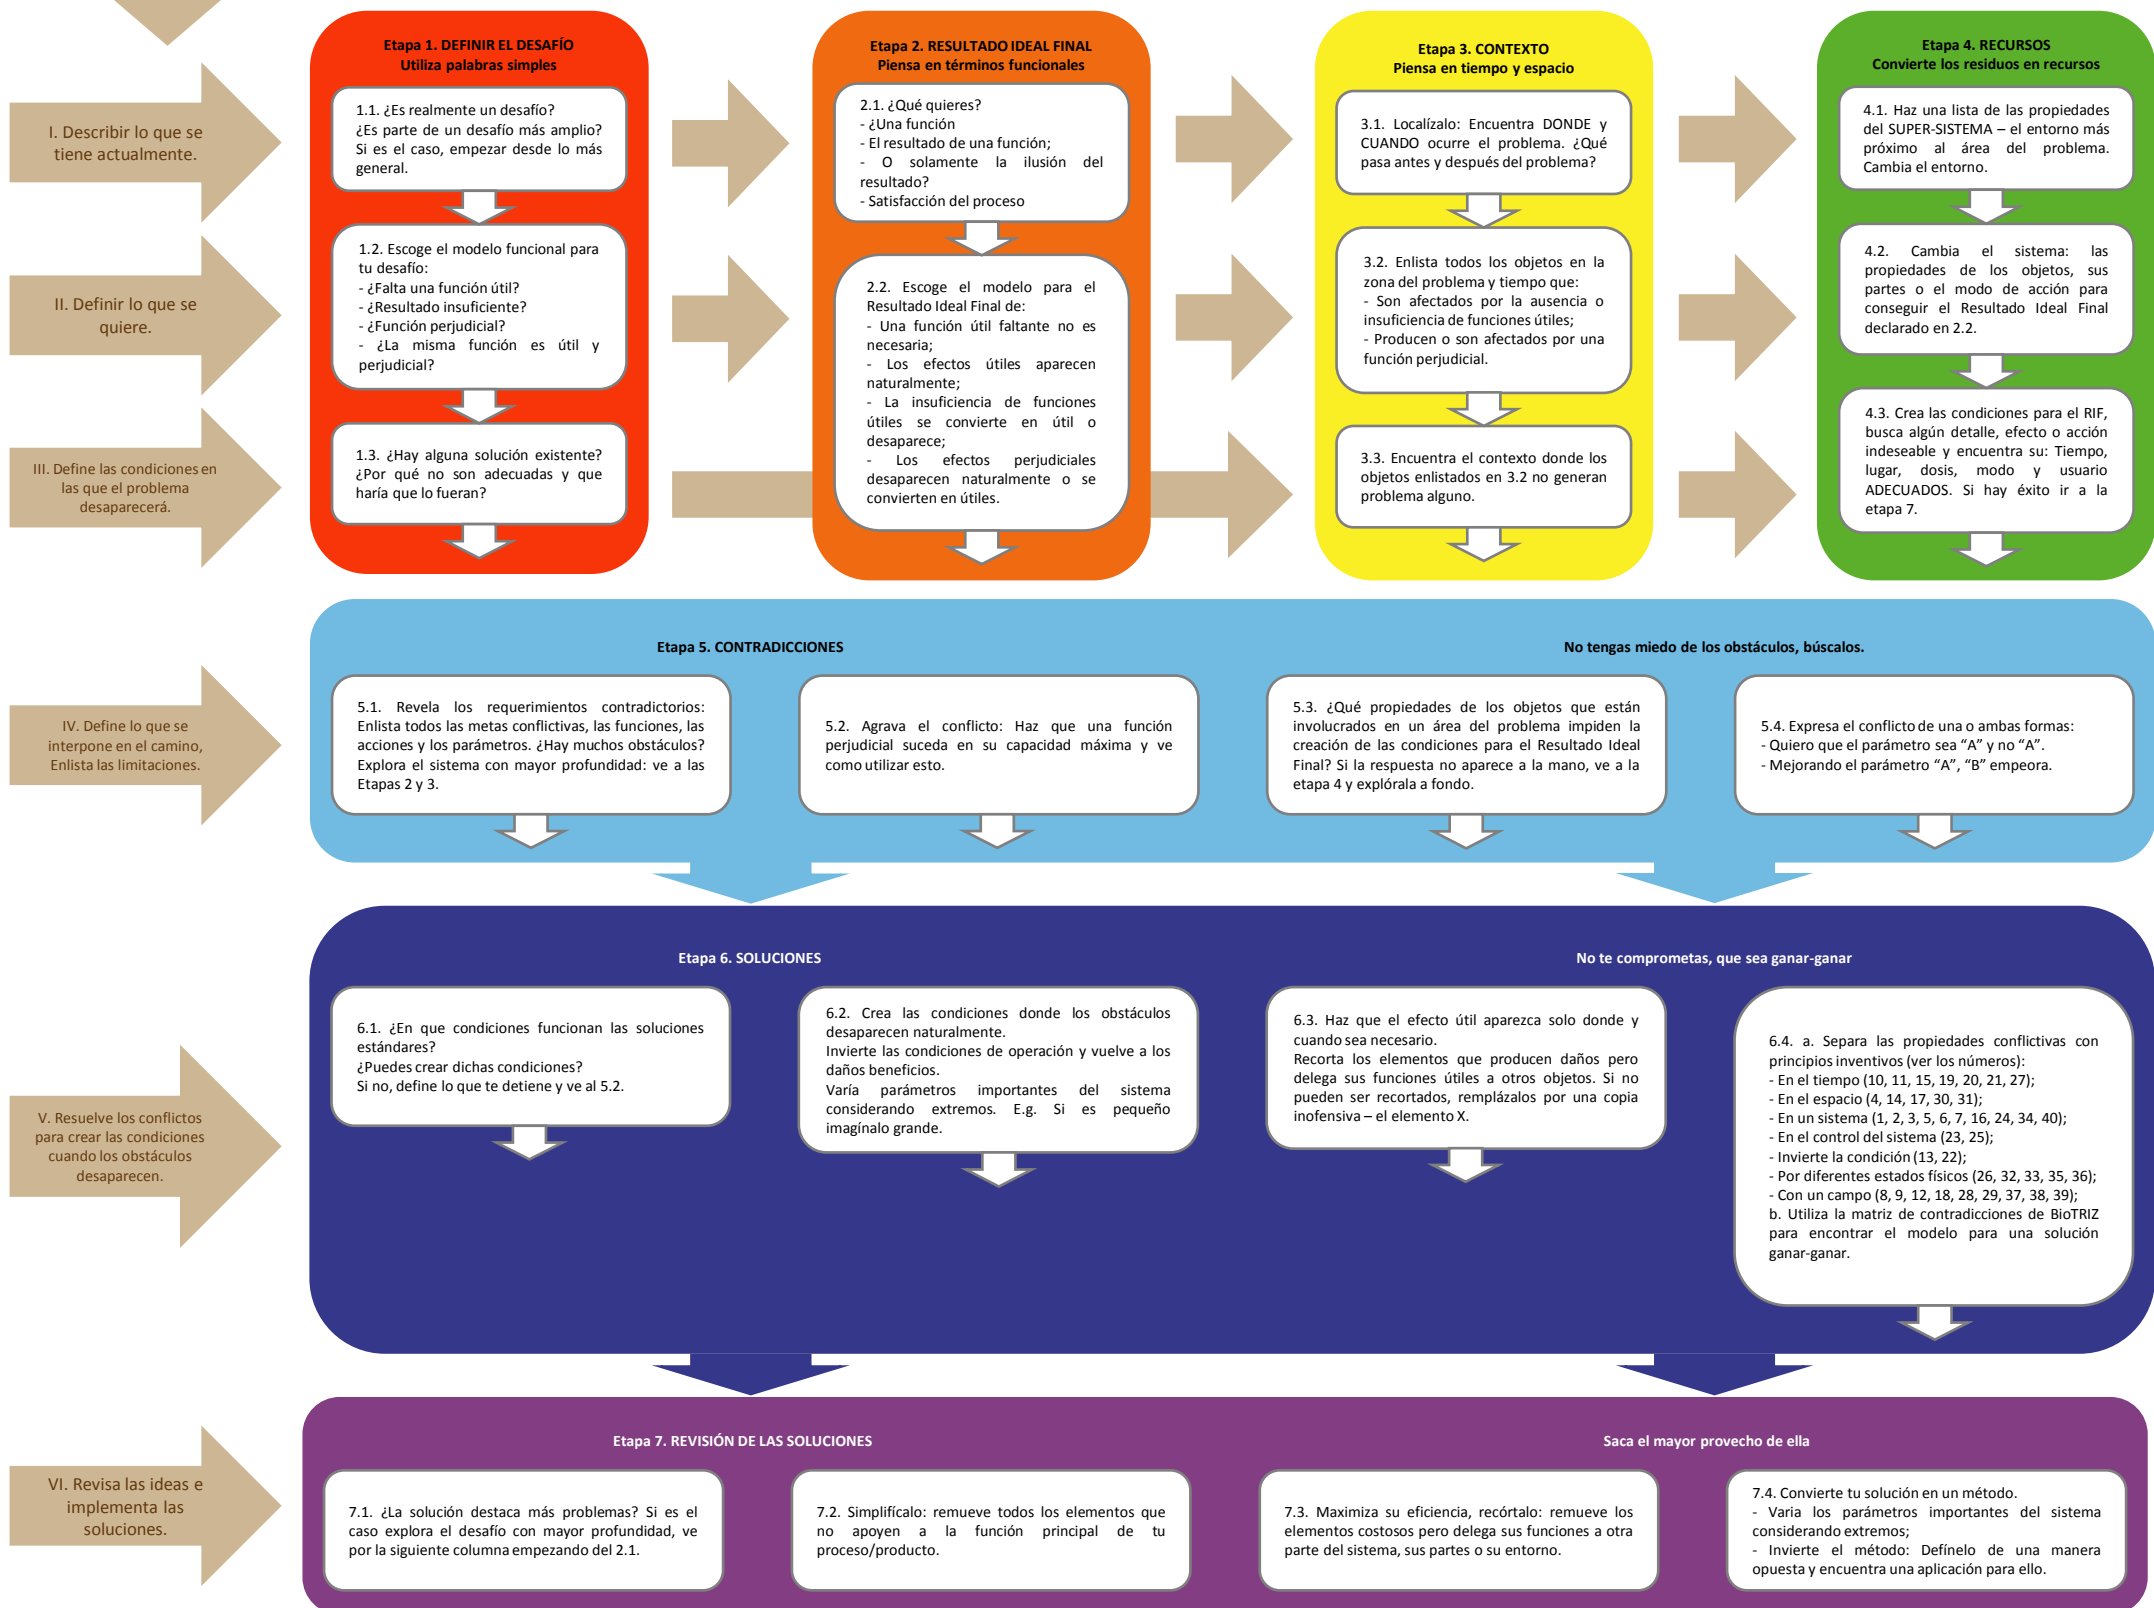 Etapa 1. DEFINIR EL DESAFÍO
Utiliza palabras simples
Etapa 2. RESULTADO IDEAL FINAL
Piensa en términos funcionales
Etapa 3. CONTEXTO
Piensa en tiempo y espacio
Etapa 4. RECURSOS
Convierte los residuos en recursos
I. Describir lo que se
tiene actualmente.
1.1. ¿Es realmente un desafío?
¿Es parte de un desafío más amplio?
Si es el caso, empezar desde lo más
general.
2.1. ¿Qué quieres?
- ¿Una función
- El resultado de una función;
- O solamente la ilusión del
resultado?
- Satisfacción del proceso
3.1. Localízalo: Encuentra DONDE y
CUANDO ocurre el problema. ¿Qué
pasa antes y después del problema?
4.1. Haz una lista de las propiedades
del SUPER-SISTEMA – el entorno más
próximo al área del problema.
Cambia el entorno.
II. Definir lo que se
quiere.
1.2. Escoge el modelo funcional para
tu desafío:
- ¿Falta una función útil?
- ¿Resultado insuficiente?
- ¿Función perjudicial?
- ¿La misma función es útil y
perjudicial?
2.2. Escoge el modelo para el
Resultado Ideal Final de:
- Una función útil faltante no es
necesaria;
- Los efectos útiles aparecen
naturalmente;
- La insuficiencia de funciones
útiles se convierte en útil o
desaparece;
- Los efectos perjudiciales
desaparecen naturalmente o se
convierten en útiles.
3.2. Enlista todos los objetos en la
zona del problema y tiempo que:
- Son afectados por la ausencia o
insuficiencia de funciones útiles;
- Producen o son afectados por una
función perjudicial.
4.2. Cambia el sistema: las
propiedades de los objetos, sus
partes o el modo de acción para
conseguir el Resultado Ideal Final
declarado en 2.2.
III. Define las condiciones en
las que el problema
desaparecerá.
1.3. ¿Hay alguna solución existente?
¿Por qué no son adecuadas y que
haría que lo fueran?
3.3. Encuentra el contexto donde los
objetos enlistados en 3.2 no generan
problema alguno.
4.3. Crea las condiciones para el RIF,
busca algún detalle, efecto o acción
indeseable y encuentra su: Tiempo,
lugar, dosis, modo y usuario
ADECUADOS. Si hay éxito ir a la
etapa 7.
Etapa 5. CONTRADICCIONES
No tengas miedo de los obstáculos, búscalos.
IV. Define lo que se
interpone en el camino,
Enlista las limitaciones.
5.1. Revela los requerimientos contradictorios:
Enlista todos las metas conflictivas, las funciones, las
acciones y los parámetros. ¿Hay muchos obstáculos?
Explora el sistema con mayor profundidad: ve a las
Etapas 2 y 3.
5.2. Agrava el conflicto: Haz que una función
perjudicial suceda en su capacidad máxima y ve
como utilizar esto.
5.3. ¿Qué propiedades de los objetos que están
involucrados en un área del problema impiden la
creación de las condiciones para el Resultado Ideal
Final? Si la respuesta no aparece a la mano, ve a la
etapa 4 y explórala a fondo.
5.4. Expresa el conflicto de una o ambas formas:
- Quiero que el parámetro sea “A” y no “A”.
- Mejorando el parámetro “A”, “B” empeora.
Etapa 6. SOLUCIONES
No te comprometas, que sea ganar-ganar
V. Resuelve los conflictos
para crear las condiciones
cuando los obstáculos
desaparecen.
6.1. ¿En que condiciones funcionan las soluciones
estándares?
¿Puedes crear dichas condiciones?
Si no, define lo que te detiene y ve al 5.2.
6.2. Crea las condiciones donde los obstáculos
desaparecen naturalmente.
Invierte las condiciones de operación y vuelve a los
daños beneficios.
Varía parámetros importantes del sistema
considerando extremos. E.g. Si es pequeño
imagínalo grande.
6.3. Haz que el efecto útil aparezca solo donde y
cuando sea necesario.
Recorta los elementos que producen daños pero
delega sus funciones útiles a otros objetos. Si no
pueden ser recortados, remplázalos por una copia
inofensiva – el elemento X.
6.4. a. Separa las propiedades conflictivas con
principios inventivos (ver los números):
- En el tiempo (10, 11, 15, 19, 20, 21, 27);
- En el espacio (4, 14, 17, 30, 31);
- En un sistema (1, 2, 3, 5, 6, 7, 16, 24, 34, 40);
- En el control del sistema (23, 25);
- Invierte la condición (13, 22);
- Por diferentes estados físicos (26, 32, 33, 35, 36);
- Con un campo (8, 9, 12, 18, 28, 29, 37, 38, 39);
b. Utiliza la matriz de contradicciones de BioTRIZ
para encontrar el modelo para una solución
ganar-ganar.
Etapa 7. REVISIÓN DE LAS SOLUCIONES
Saca el mayor provecho de ella
VI. Revisa las ideas e
implementa las
soluciones.
7.1. ¿La solución destaca más problemas? Si es el
caso explora el desafío con mayor profundidad, ve
por la siguiente columna empezando del 2.1.
7.2. Simplifícalo: remueve todos los elementos que
no apoyen a la función principal de tu
proceso/producto.
7.3. Maximiza su eficiencia, recórtalo: remueve los
elementos costosos pero delega sus funciones a otra
parte del sistema, sus partes o su entorno.
7.4. Convierte tu solución en un método.
- Varia los parámetros importantes del sistema
considerando extremos;
- Invierte el método: Defínelo de una manera
opuesta y encuentra una aplicación para ello.